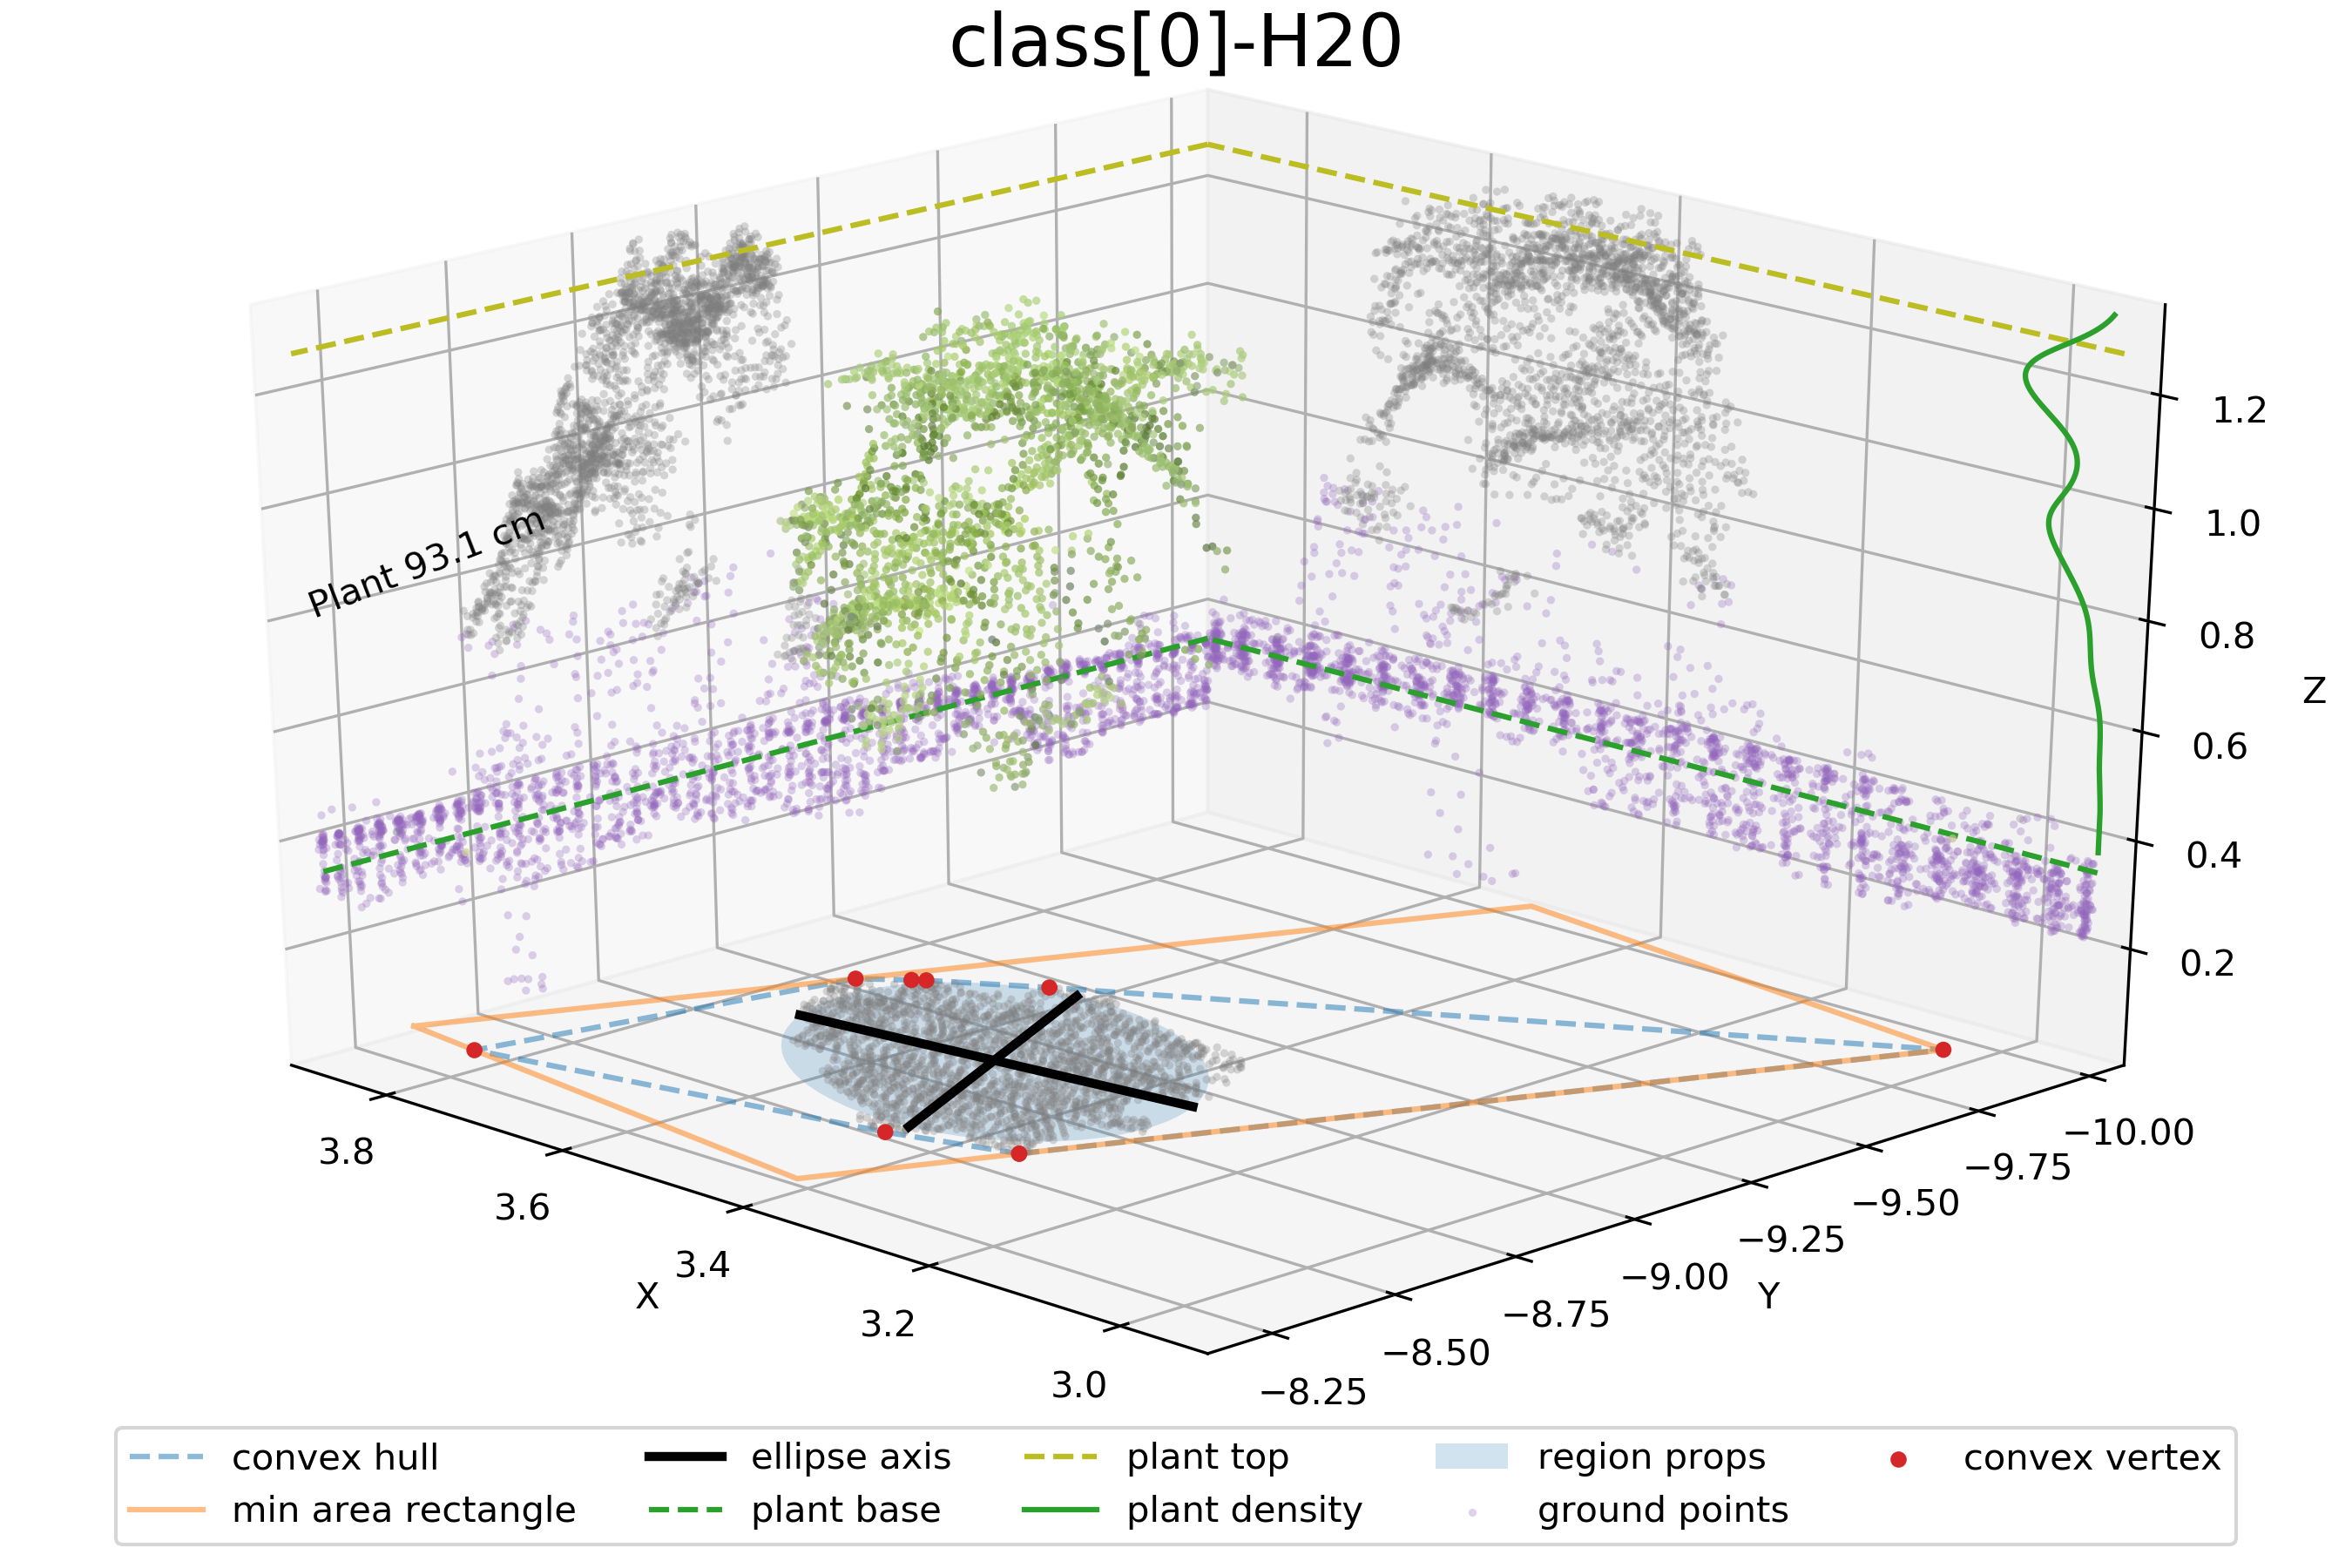 class[0]-H20
Plant 93.1 cm
1.2
1.0
0.8
Z
0.6
0.4
0.2
3.8
3.6
3.4
3.2
3.0
X
−10.00
−9.75
−9.50
−9.25
−9.00
−8.75
−8.50
−8.25
Y
convex hull
min area rectangle
ellipse axis
plant base
plant top
plant density
region props
ground points
convex vertex